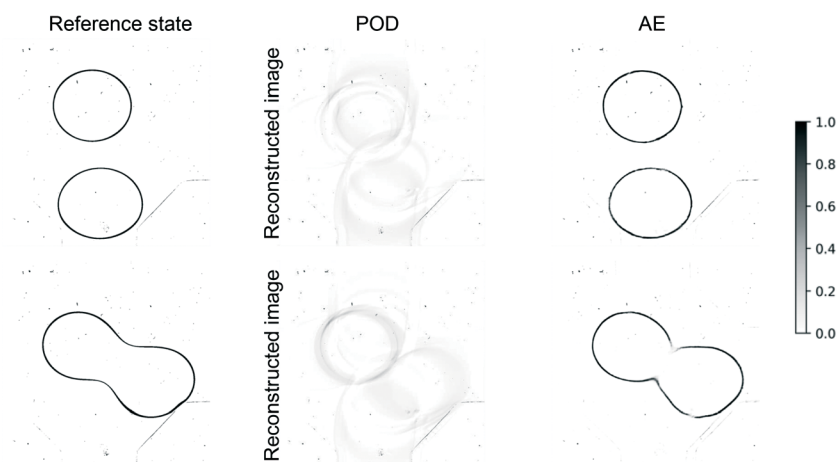 Reference state
POD
AE
Reconstructed image
Reconstructed image
1.0
0.8
0.6
0.4
0.2
0.0